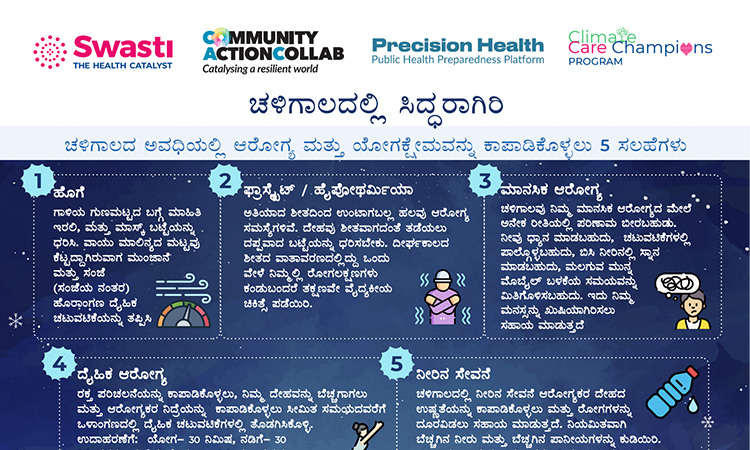 Swasti
THE HEALTH CATALYST
COMMUNITY
ACTIONCOLLAB
Catalysing a resilient world
Precision Health
Public Health Preparedness Platform
Climate
Care Champions
PROGRAM
ಚಳಿಗಾಲದಲ್ಲಿ ಸಿದ್ಧರಾಗಿರಿ
ಚಳಿಗಾಲದ ಅವಧಿಯಲ್ಲಿ ಆರೋಗ್ಯ ಮತ್ತು ಯೋಗಕ್ಷೇಮವನ್ನು ಕಾಪಾಡಿಕೊಳ್ಳಲು 5 ಸಲಹೆಗಳು
1
ಹೊಗೆ
ಗಾಳಿಯ ಗುಣಮಟ್ಟದ ಬಗ್ಗೆ ಮಾಹಿತಿ
ಇರಲಿ, ಮತ್ತು ಮಾಸ್ಕ್ ಬಟ್ಟೆಯನ್ನು
ಧರಿಸಿ. ವಾಯು ಮಾಲಿನ್ಯದ ಮಟ್ಟವು
ಕೆಟ್ಟದ್ದಾಗಿರುವಾಗ ಮುಂಜಾನೆ
ಮತ್ತು ಸಂಜೆ
(ಸಂಜೆಯ ನಂತರ)
ಹೊರಾಂಗಣ ದೈಹಿಕ
ಚಟುವಟಿಕೆಯನ್ನು ತಪ್ಪಿಸಿ
2
ಫ್ರಾಸ್ಬೈಟ್ / ಹೈಪೋಥರ್ಮಿಯಾ
ಅತಿಯಾದ ಶೀತದಿಂದ ಉಂಟಾಗಬಲ್ಲ ಹಲವು ಆರೋಗ್ಯ
ಸಮಸ್ಯೆಗಳಿವೆ. ದೇಹವು ಶೀತವಾಗದಂತೆ ತಡೆಯಲು
ದಪ್ಪವಾದ ಬಟ್ಟೆಯನ್ನು ಧರಿಸಬೇಕು. ದೀರ್ಘಕಾಲದ
ಶೀತದ ವಾತಾವರಣದಲ್ಲಿದ್ದು ಒಂದು
ವೇಳೆ ನಿಮ್ಮಲ್ಲಿ ರೋಗಲಕ್ಷಣಗಳು
ಕಂಡುಬಂದರೆ ತಕ್ಷಣವೇ ವೈದ್ಯಕೀಯ
ಚಿಕಿತ್ಸೆ ಪಡೆಯಿರಿ.
3
ಮಾನಸಿಕ ಆರೋಗ್ಯ
ಚಳಿಗಾಲವು ನಿಮ್ಮ ಮಾನಸಿಕ ಆರೋಗ್ಯದ ಮೇಲೆ
ಅನೇಕ ರೀತಿಯಲ್ಲಿ ಪರಿಣಾಮ ಬೀರಬಹುದು.
ನೀವು ಧ್ಯಾನ ಮಾಡಬಹುದು, ಚಟುವಟಿಕೆಗಳಲ್ಲಿ
ಪಾಲ್ಗೊಳ್ಳಬಹುದು, ಬಿಸಿ ನೀರಿನಲ್ಲಿ ಸ್ನಾನ
ಮಾಡಬಹುದು, ಮಲಗುವ ಮುನ್ನ
ಮೊಬೈಲ್ ಬಳಕೆಯ ಸಮಯವನ್ನು
ಮಿತಿಗೊಳಿಸಬಹುದು. ಇದು ನಿಮ್ಮ
ಮನಸ್ಸನ್ನು ಖುಷಿಯಾಗಿರಿಸಲು
ಸಹಾಯ ಮಾಡುತ್ತದೆ
4
ದೈಹಿಕ ಆರೋಗ್ಯ
ರಕ್ತ ಪರಿಚಲನೆಯನ್ನು ಕಾಪಾಡಿಕೊಳ್ಳಲು, ನಿಮ್ಮ ದೇಹವನ್ನು ಬೆಚ್ಚಗಾಗಲು
ಮತ್ತು ಆರೋಗ್ಯಕರ ನಿದ್ರೆಯನ್ನು ಕಾಪಾಡಿಕೊಳ್ಳಲು ಸೀಮಿತ ಸಮಯದವರೆಗೆ
ಒಳಾಂಗಣದಲ್ಲಿ ದೈಹಿಕ ಚಟುವಟಿಕೆಗಳಲ್ಲಿ ತೊಡಗಿಸಿಕೊಳ್ಳಿ.
ಉದಾಹರಣೆಗೆ: ಯೋಗ– 30 ನಿಮಿಷ, ನಡಿಗೆ– 30
5
ನೀರಿನ ಸೇವನೆ
ಚಳಿಗಾಲದಲ್ಲಿ ನೀರಿನ ಸೇವನೆ ಆರೋಗ್ಯಕರ ದೇಹದ
ಉಷ್ಣತೆಯನ್ನು ಕಾಪಾಡಲು ಮತ್ತು ರೋಗಗಳನ್ನು
ದೂರವಿಡಲು ಸಹಾಯ ಮಾಡುತ್ತದೆ. ನಿಯಮಿತವಾಗಿ
ಬೆಚ್ಚಗಿನ ನೀರು ಮತ್ತು ಬೆಚ್ಚಗಿನ ಪಾನೀಯಗಳನ್ನು ಕುಡಿಯಿರಿ.